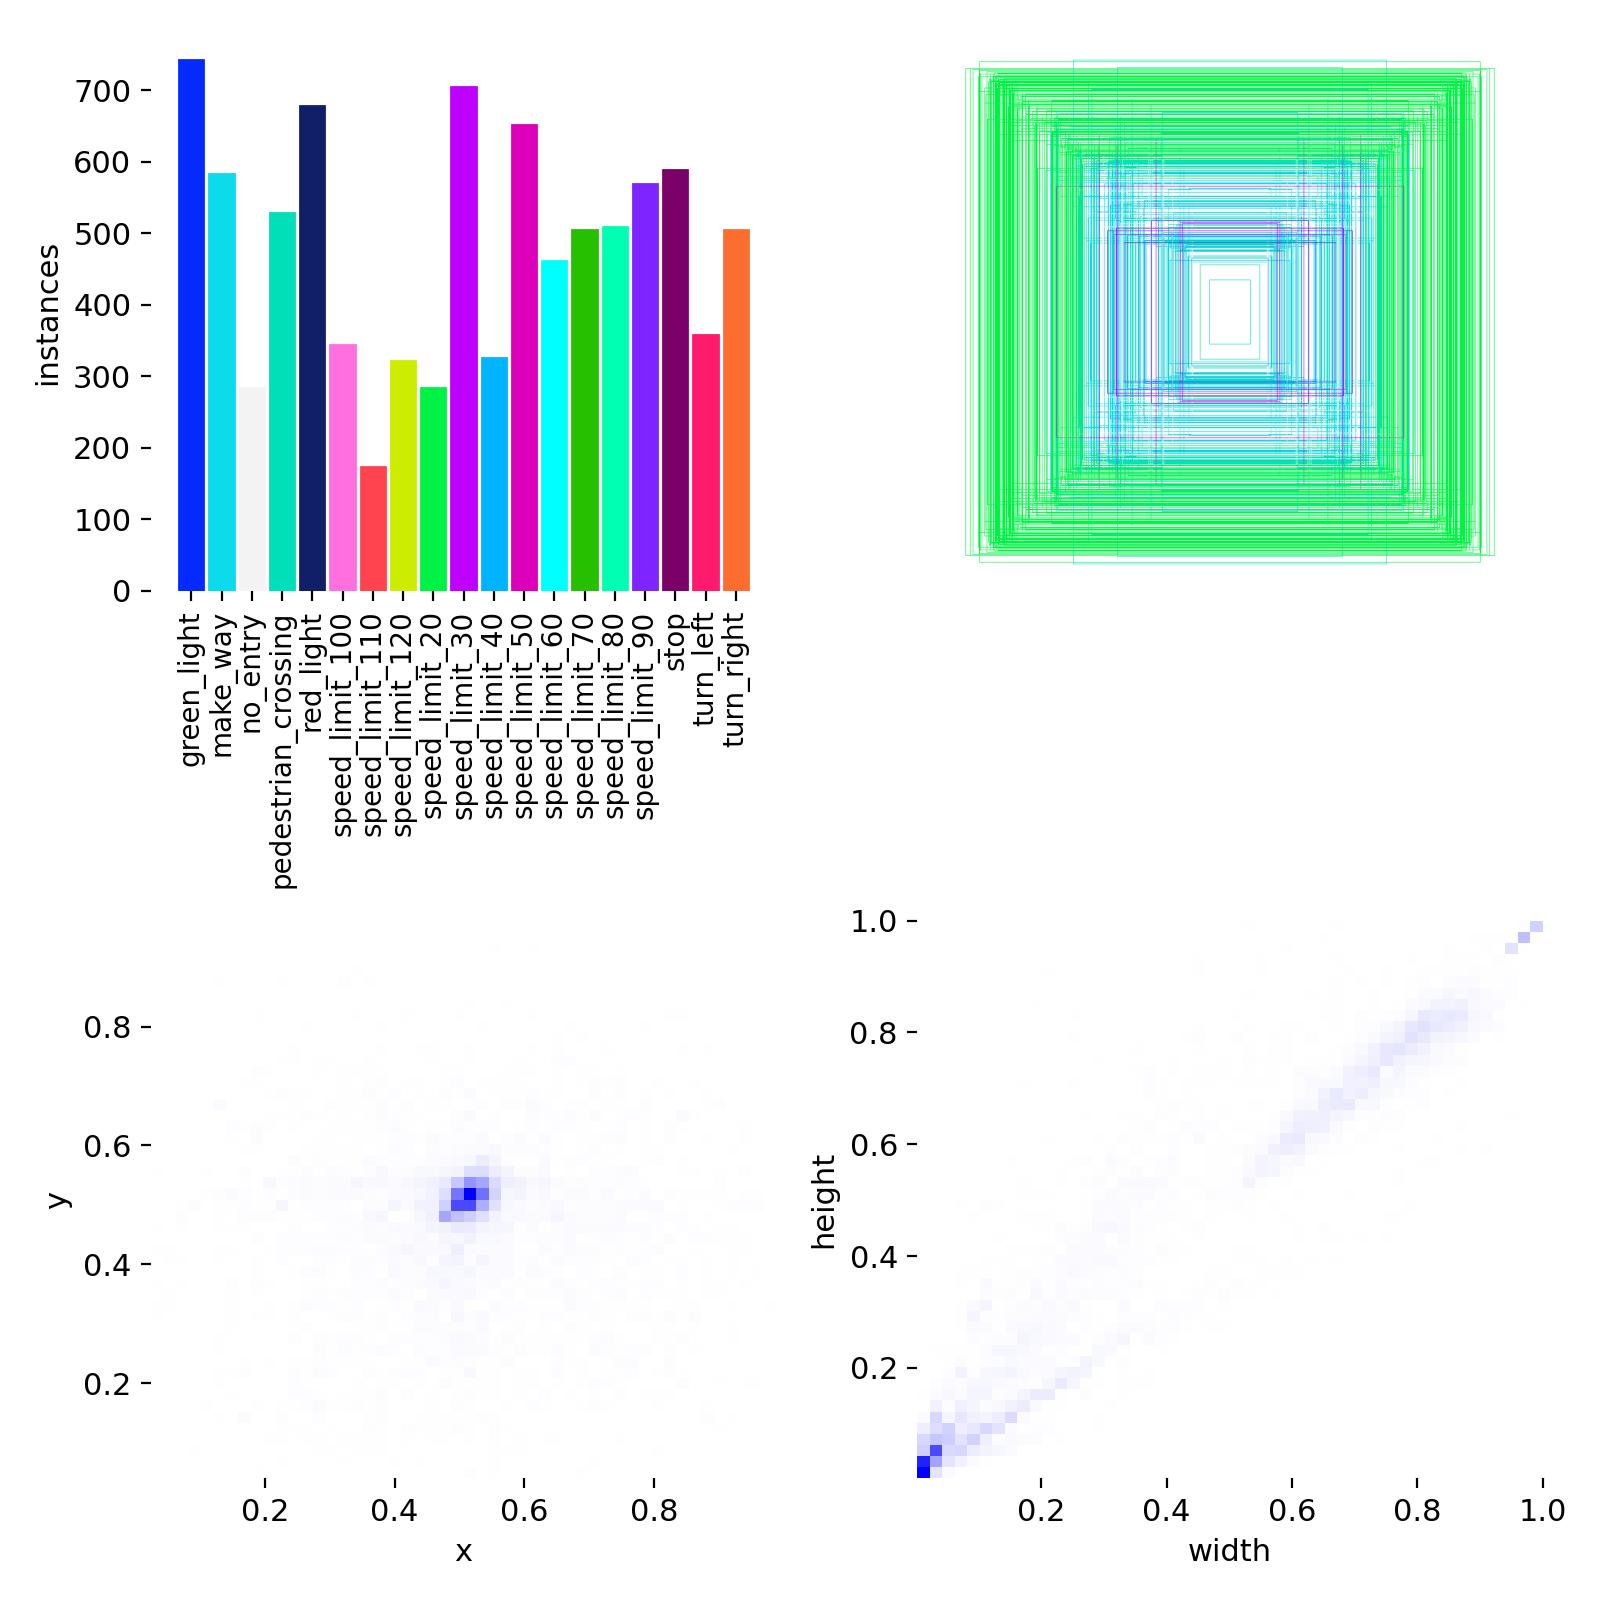 700
600
500
400
300
200
100
0
instances
green_light
make_way
no_entry
pedestrian_crossing
red_light
speed_limit_100
speed_limit_110
speed_limit_120
speed_limit_20
speed_limit_30
speed_limit_40
speed_limit_50
speed_limit_60
speed_limit_70
speed_limit_80
speed_limit_90
stop
turn_left
turn_right
0.8
0.6
0.4
0.2
y
0.2 0.4 0.6 0.8
x
1.0
0.8
0.6
0.4
0.2
height
0.2 0.4 0.6 0.8 1.0
width